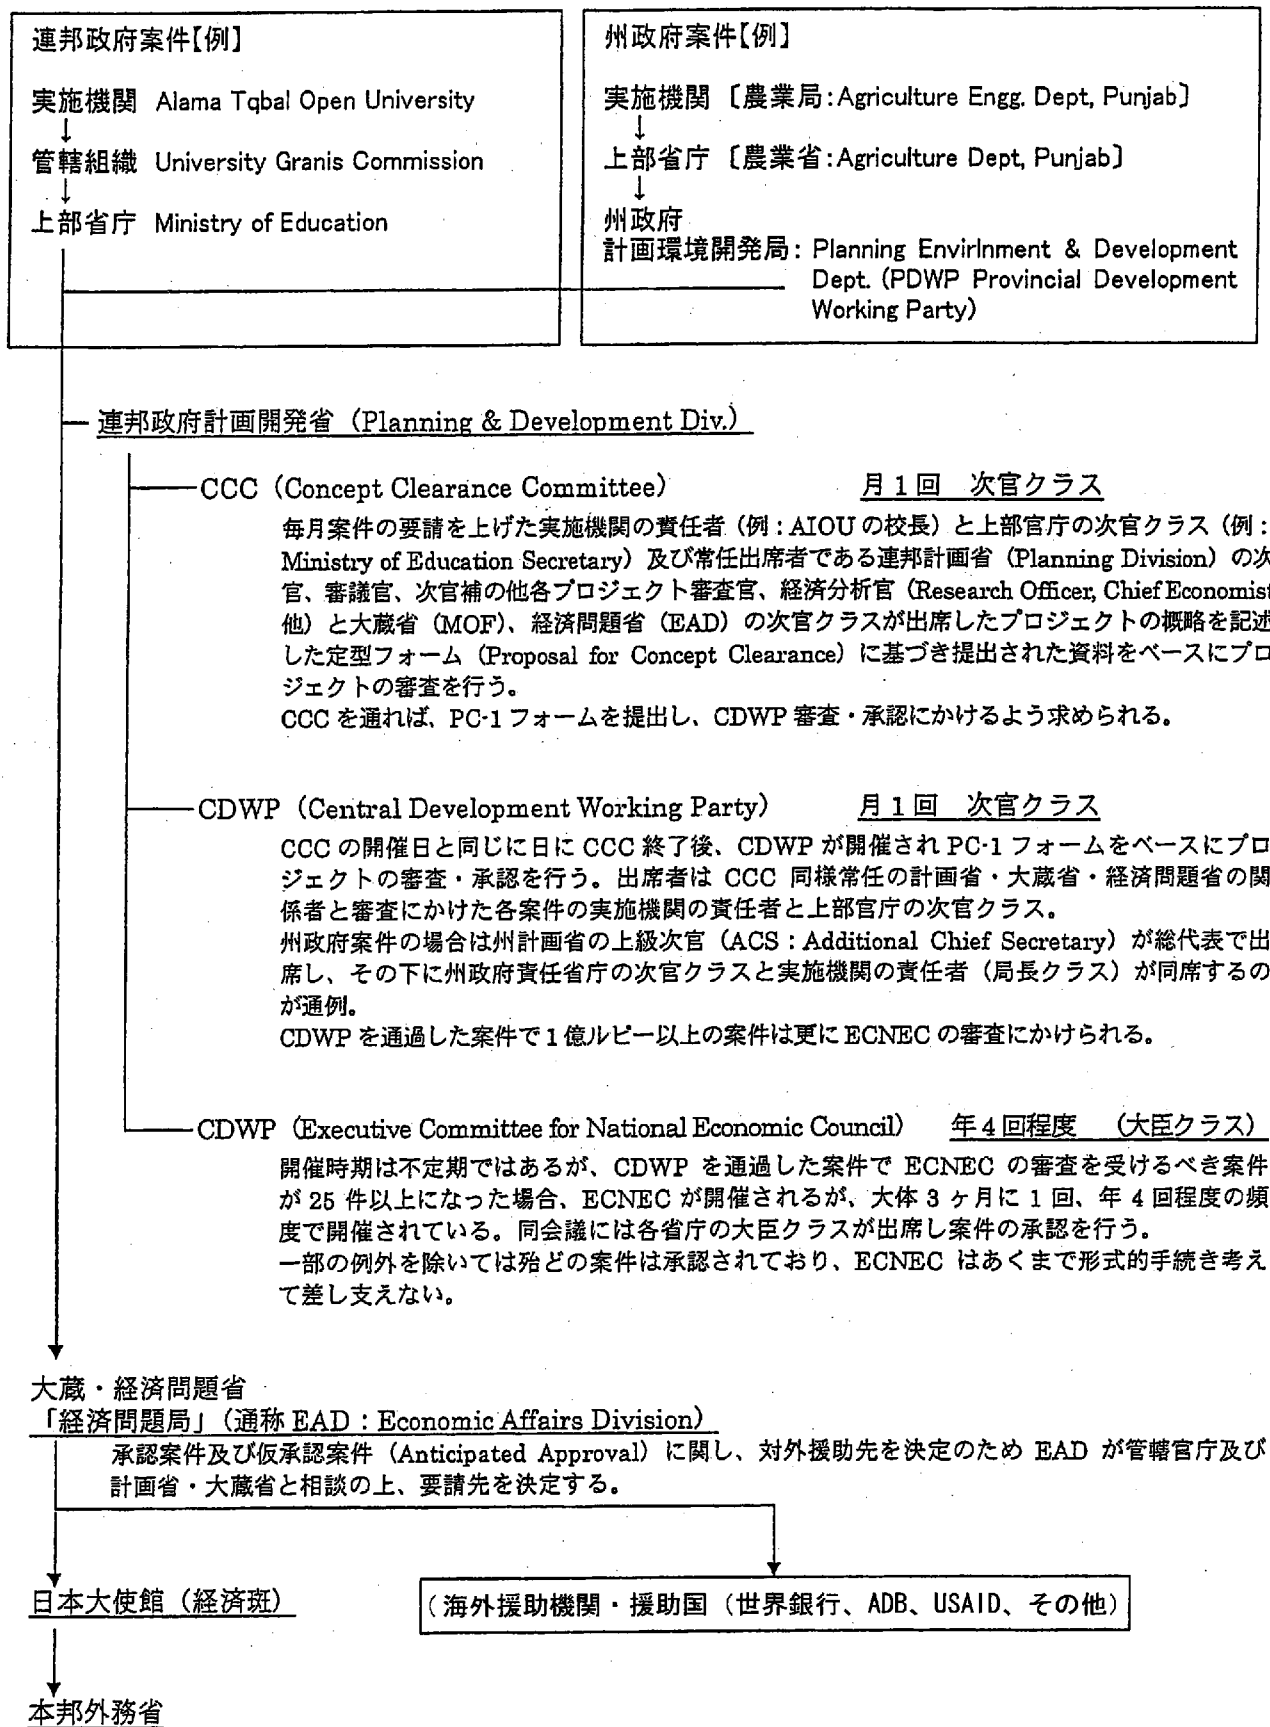 連邦政府案件【例】
実施機関 Alama Tqbal Open University
↓
管轄組織 University Granis Commission
↓
上部省庁 Ministry of Education
州政府案件【例】
実施機関〔農業局:Agriculture Engg. Dept, Punjab〕
↓
上部省庁〔農業省:Agriculture Dept, Punjab〕
↓
州政府
計画環境開発局: Planning Envirlnment & Development
Dept. (PDWP Provincial Development
Working Party)
連邦政府計画開発省(Planning & Development Div.)
CCC(Concept Clearance Committee) 月1回 次官クラス
毎月案件の要請を上げた実施機関の責任者(例:AIOUの校長)と上部官庁の次官クラス(例:
Ministry of Education Secretary)及び常任出席者である連邦計画省(Planning Division)の次
官、審議官、次官補の他各プロジェクト審査官、経済分析官(Research Officer, Chief Economist
他)と大蔵省(MOF)、経済問題省(EAD)の次官クラスが出席したプロジェクトの概略を記述
した定型フォーム(Proposal for Concept Clearance)に基づき提出された資料をベースにプロ
ジェクトの審査を行う。
CCCを通れば、PC-1フォームを提出し、CDWP審査・承認にかけるよう求められる。
CDWP(Central Development Working Party) 月1回 次官クラス
CCCの開催日と同じに日にCCC終了後、CDWPが開催されPC-1フォームをベースにプロ
ジェクトの審査・承認を行う。出席者はCCC同様常任の計画省・大蔵省・経済問題省の関
係者と審査にかけた各案件の実施機関の責任者と上部官庁の次官クラス。
州政府案件の場合は州計画省の上級次官(ACS:Additional Chief Secretary)が総代表で出
席し、その下に州政府責任省庁の次官クラスと実施機関の責任者(局長クラス)が同席するの
が通例。
CDWPを通過した案件で1億ルピー以上の案件は更にECNECの審査にかけられる。
CDWP(Executive Committee for National Economic Council) 年4回程度 (大臣クラス)
開催時期は不定期ではあるが、CDWPを通過した案件でECNECの審査を受けるべき案件
が25件以上になった場合、ECNECが開催されるが、大体3ヶ月に1回、年4回程度の頻
度で開催されている。同会議には各省庁の大臣クラスが出席し案件の承認を行う。
一部の例外を除いては殆どの案件は承認されており、ECNECはあくまで形式的手続き考え
て差し支えない。
大蔵・経済問題省
「経済問題局」(通称EAD:Economic Affairs Division)
承認案件及び仮承認案件(Anticipated Approval)に関し、対外援助先を決定のためEADが管轄官庁及び
計画省・大蔵省と相談の上、要請先を決定する。
日本大使館(経済班)
(海外援助機関・援助国(世界銀行、ADB、USAID、その他)
本邦外務省